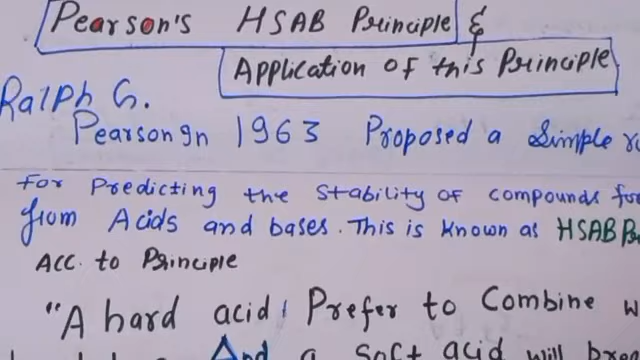 Pearson's HSAB Principle &
Application of this Principle
Ralph G.
Pearson In 1963 Proposed a Simple
For Predicting the Stability of compounds
from Acids and bases. This is known as HSAB
Acc. to Principle
"A hard acid Prefer to Combine
And a soft acid will